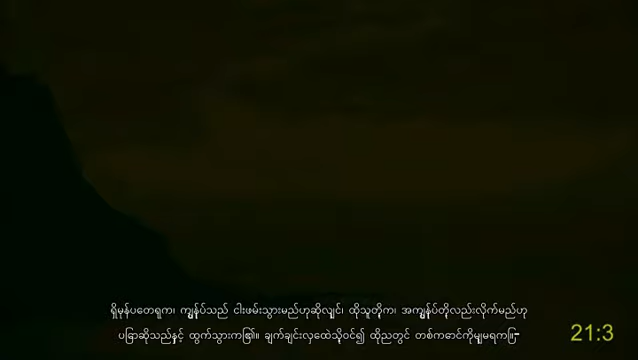 ရှိမုန်ပတေရုက၊ ကျွန်ုပ်သည် ငါးဖမ်းသွားမည်ဟုဆိုလျှင်၊ ထိုသူတို့က၊ အကျွန်ုပ်တို့လည်းလိုက်မည်ဟု
ပြောဆိုသည်နှင့် ထွက်သွားကြ၏။ ချက်ချင်းလှေထဲသို့ဝင်၍ ထိုညတွင် တစ်ကောင်ကိုမျှမရကြ။
21:3